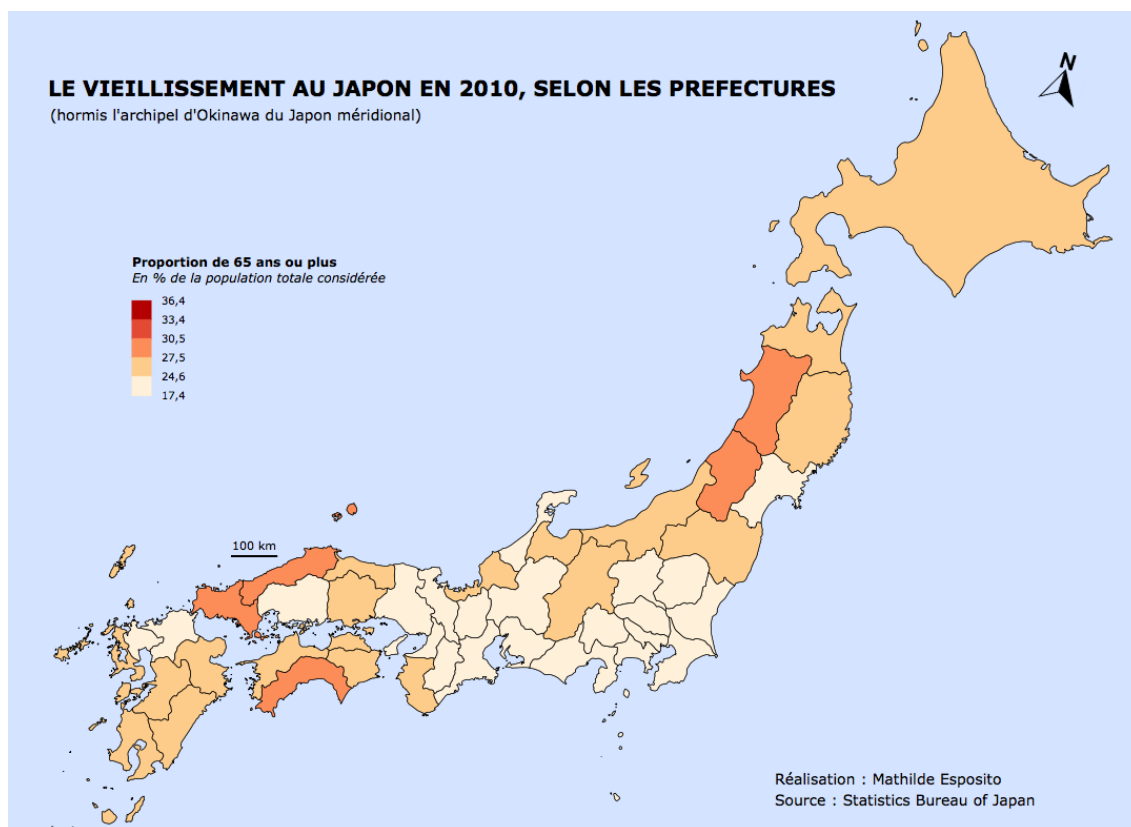 LE VIEILLISSEMENT AU JAPON EN 2010, SELON LES PREFECTURES
(hormis l'archipel d'Okinawa du Japon méridional)
N
Proportion de 65 ans ou plus
En % de la population totale considérée
36,4
33,4
30,5
27,5
24,6
17,4
100 km
Réalisation : Mathilde Esposito
Source : Statistics Bureau of Japan